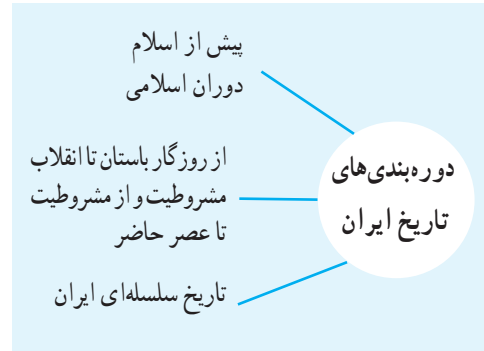 دوره‌بندی‌های
تاریخ ایران
پیش از اسلام
دوران اسلامی
از روزگار باستان تا انقلاب
مشروطیت و از مشروطیت
تا عصر حاضر
تاریخ سلسله‌ای ایران